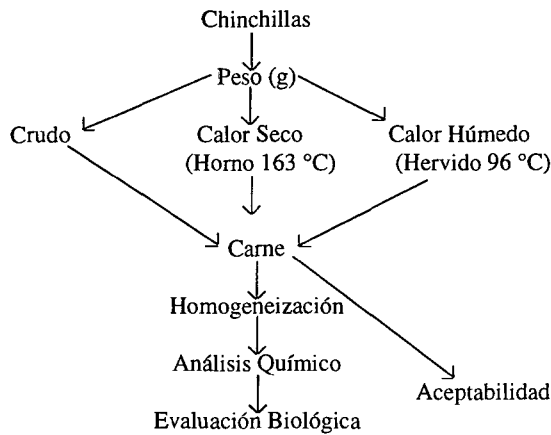 Chinchillas
Peso (g)
Crudo
Calor Seco
(Horno 163 °C)
Calor Húmedo
(Hervido 96 °C)
Carne
Homogeneización
Análisis Químico
Aceptabilidad
Evaluación Biológica